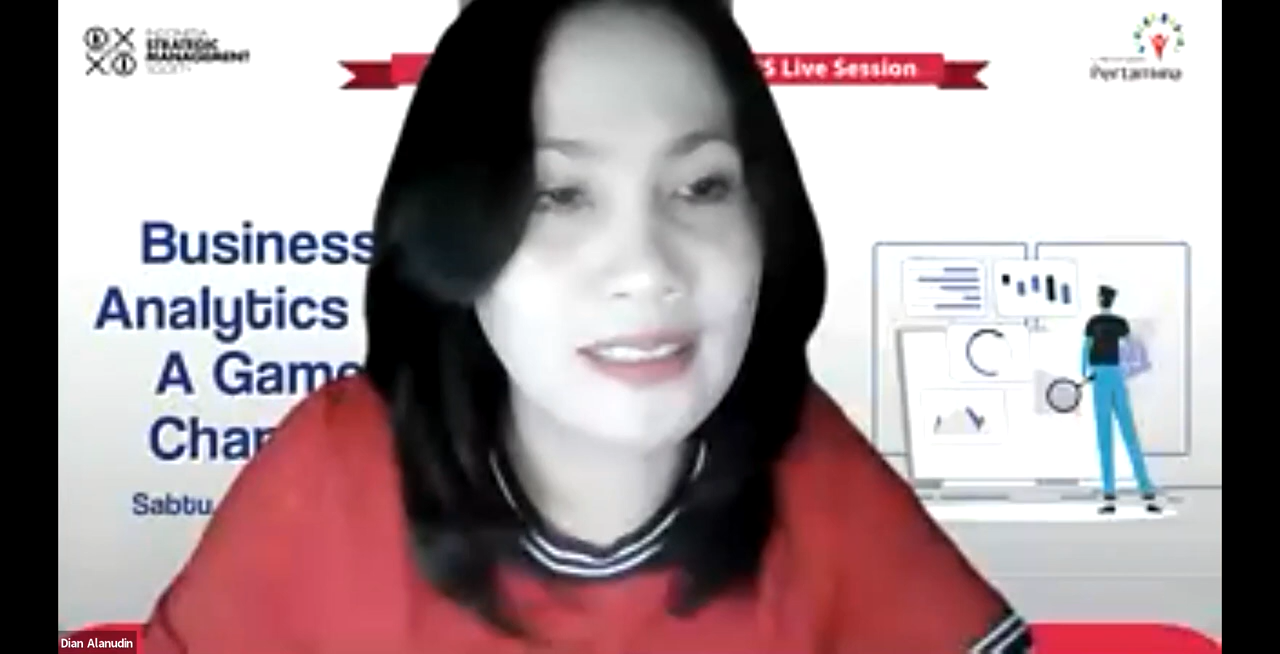 STRATEGIC
MANAGEMENT
S Live Session
Pertamina
Business
Analytics
A Game
Chan
Sabtu,
Dian Alanudin